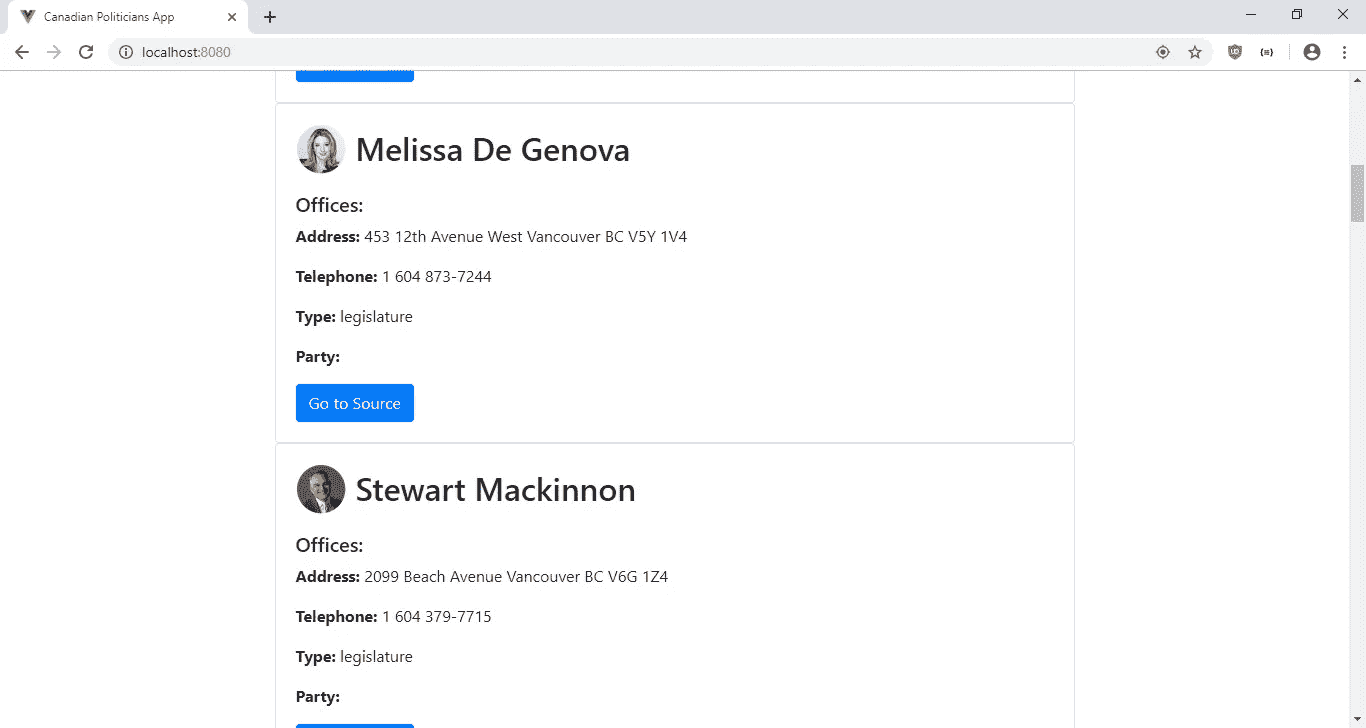 Canadian Politicians App
localhost:8080
Melissa De Genova
Offices:
Address: 453 12th Avenue West Vancouver BC V5Y 1V4
Telephone: 1 604 873-7244
Type: legislature
Party:
Go to Source
Stewart Mackinnon
Offices:
Address: 2099 Beach Avenue Vancouver BC V6G 1Z4
Telephone: 1 604 379-7715
Type: legislature
Party: